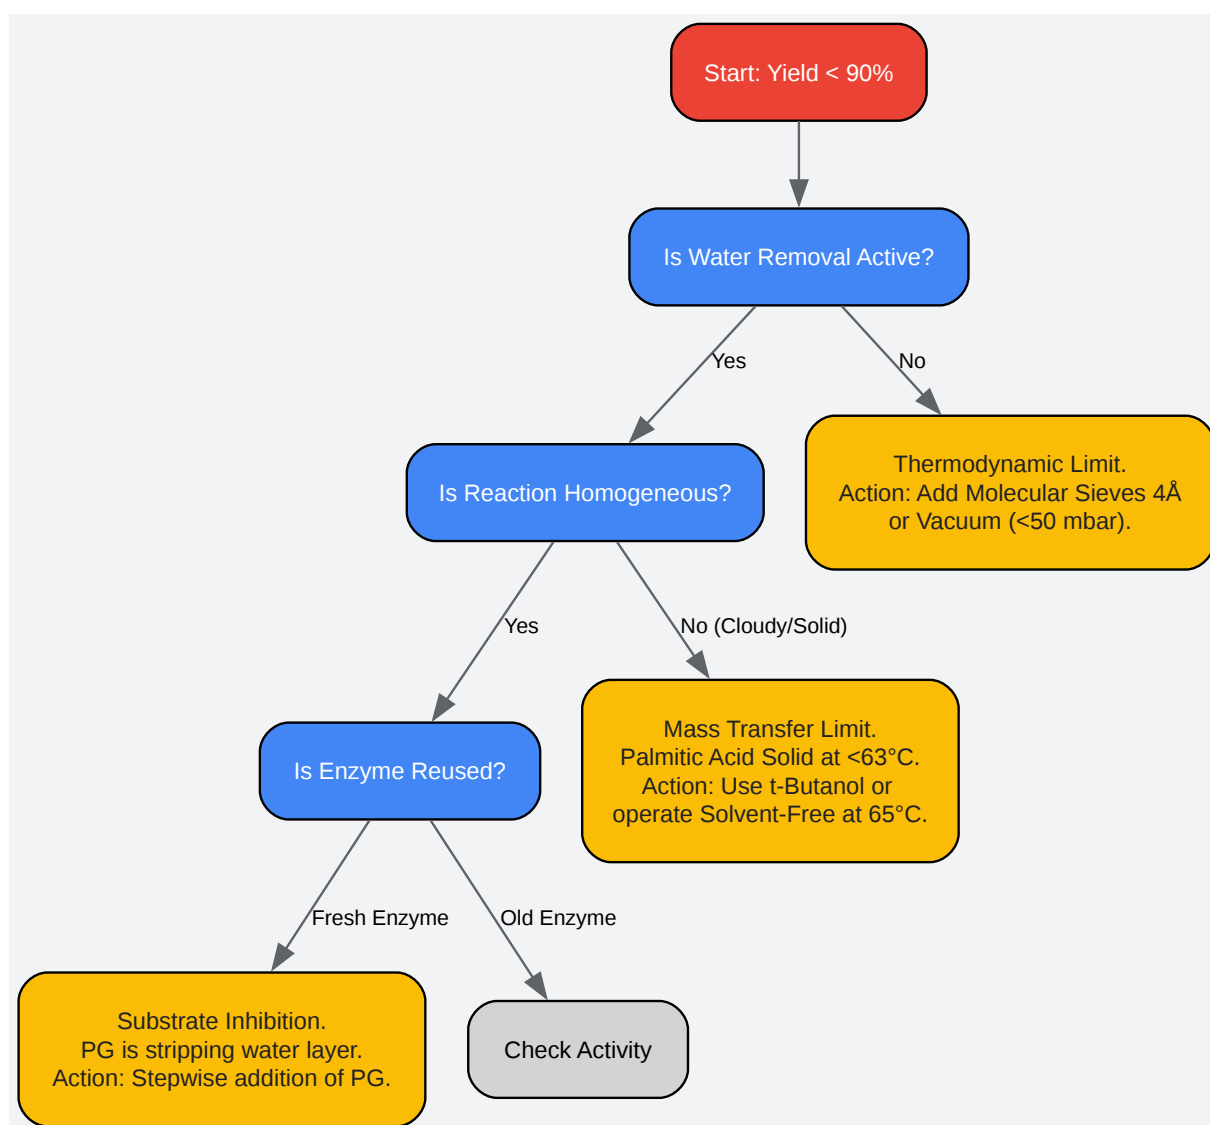 Start: Yield < 90%
Is Water Removal Active?
Yes
No
Is Reaction Homogeneous?
Thermodynamic Limit.
Action: Add Molecular Sieves 4Å
or Vacuum (<50 mbar).
Yes
No (Cloudy/Solid)
Is Enzyme Reused?
Mass Transfer Limit.
Palmitic Acid Solid at <63°C.
Action: Use t-Butanol or
operate Solvent-Free at 65°C.
Fresh Enzyme
Old Enzyme
Substrate Inhibition.
PG is stripping water layer.
Action: Stepwise addition of PG.
Check Activity